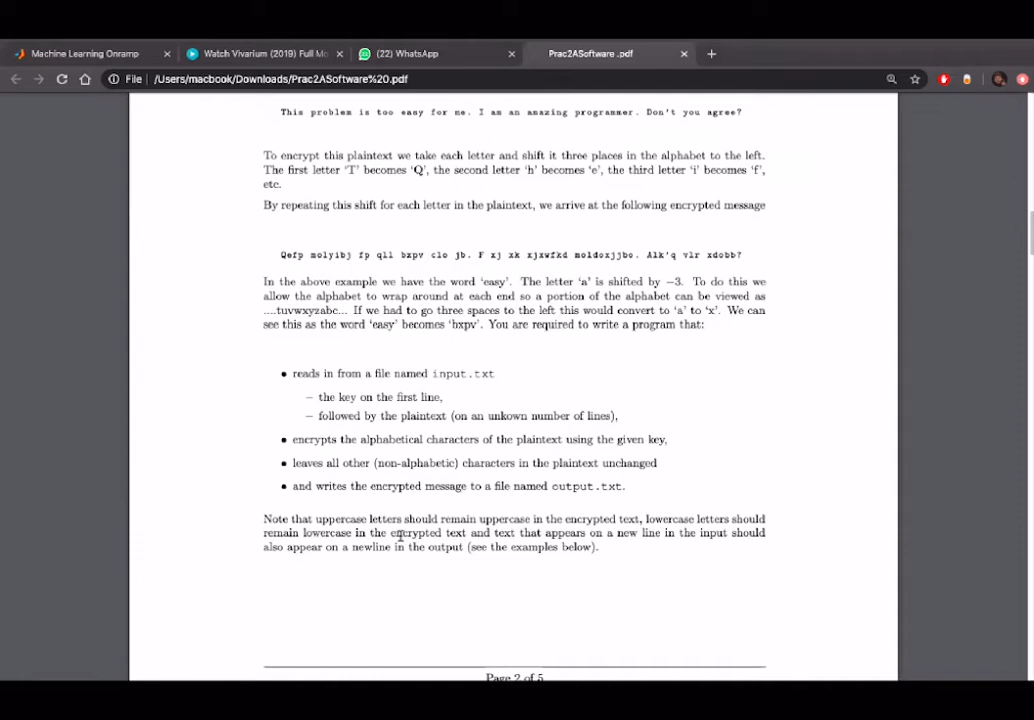 Machine Learning Onramp
Watch Vivarium (2019) Full Mo
(22) WhatsApp
Prac2ASoftware .pdf
File /Users/macbook/Downloads/Prac2ASoftware%20.pdf
This problem is too easy for me. I am an amazing programmer. Don't you agree?
To encrypt this plaintext we take each letter and shift it three places in the alphabet to the left.
The first letter ‘T’ becomes ‘Q’, the second letter ‘h’ becomes ‘e’, the third letter ‘i’ becomes ‘f’,
etc.
By repeating this shift for each letter in the plaintext, we arrive at the following encrypted message
Qefp molyibj fp qll bxpv clo jb. F xj xk xjxwfkd moldoxjjbo. Alk'q vlr xdobb?
In the above example we have the word ‘easy’. The letter ‘a’ is shifted by −3. To do this we
allow the alphabet to wrap around at each end so a portion of the alphabet can be viewed as
....tuvwxyzabc... If we had to go three spaces to the left this would convert to ‘a’ to ‘x’. We can
see this as the word ‘easy’ becomes ‘bxpv’. You are required to write a program that:
• reads in from a file named input.txt
– the key on the first line,
– followed by the plaintext (on an unkown number of lines),
• encrypts the alphabetical characters of the plaintext using the given key,
• leaves all other (non-alphabetic) characters in the plaintext unchanged
• and writes the encrypted message to a file named output.txt.
Note that uppercase letters should remain uppercase in the encrypted text, lowercase letters should
remain lowercase in the encrypted text and text that appears on a new line in the input should
also appear on a newline in the output (see the examples below).
Page 2 of 5